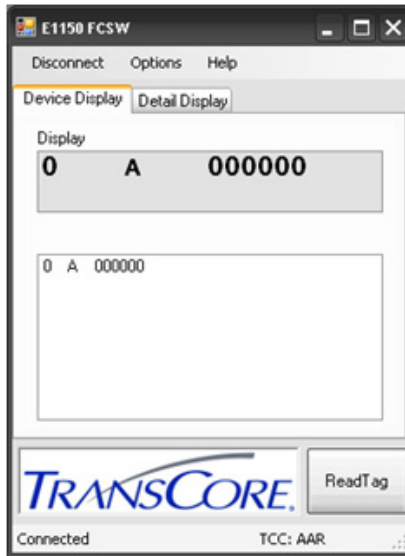 E1150 FCSW
Disconnect Options Help
Device Display Detail Display
Display
0 A 000000
0 A 000000
TRANSCORE.
ReadTag
Connected TCC: AAR